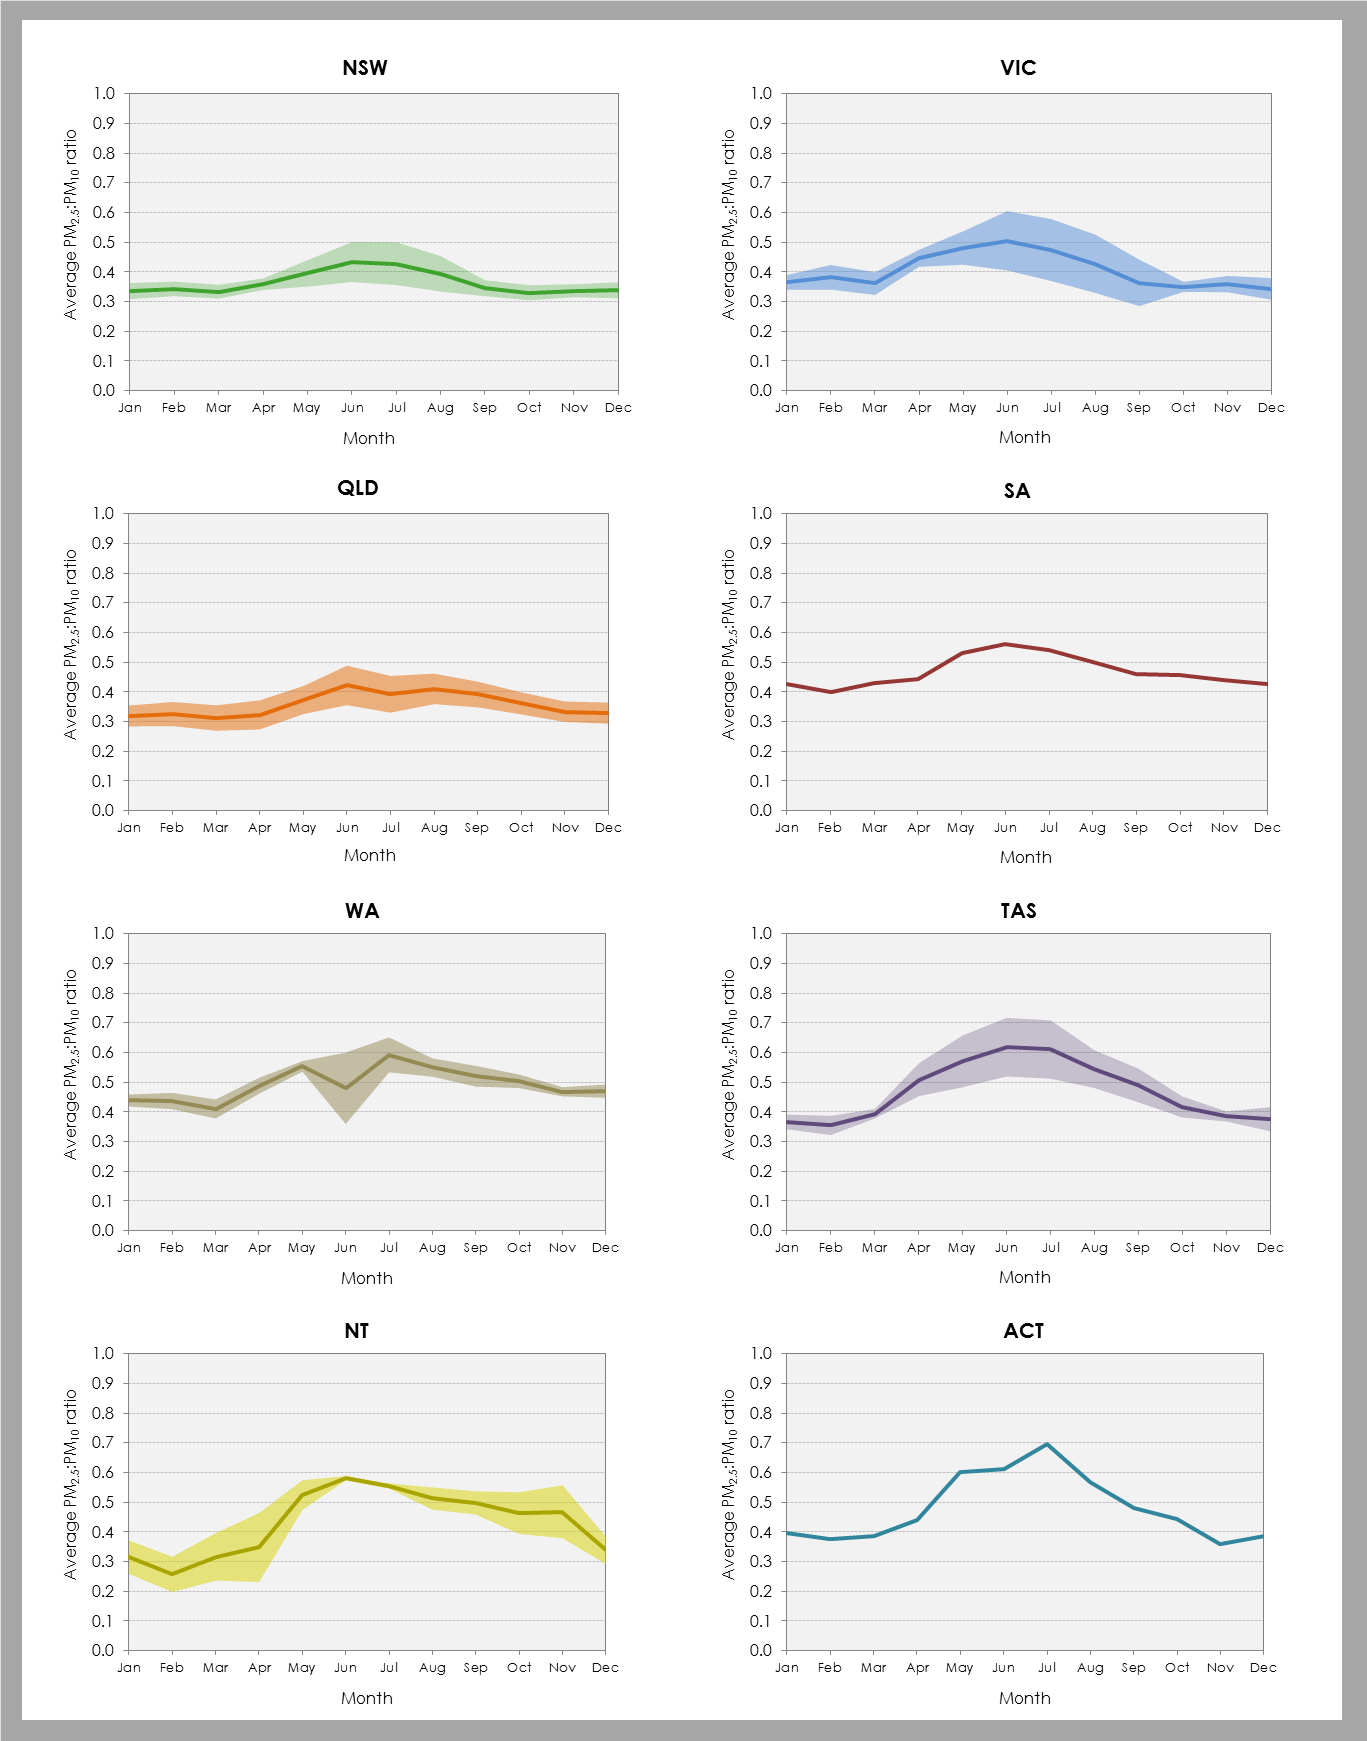 NSW
1.0
0.9
0.8
0.7
0.6
0.5
0.4
0.3
0.2
0.1
0.0
Average PM2.5:PM10 ratio
Jan Feb Mar Apr May Jun Jul Aug Sep Oct Nov Dec
Month
VIC
1.0
0.9
0.8
0.7
0.6
0.5
0.4
0.3
0.2
0.1
0.0
Average PM2.5:PM10 ratio
Jan Feb Mar Apr May Jun Jul Aug Sep Oct Nov Dec
Month
QLD
1.0
0.9
0.8
0.7
0.6
0.5
0.4
0.3
0.2
0.1
0.0
Average PM2.5:PM10 ratio
Jan Feb Mar Apr May Jun Jul Aug Sep Oct Nov Dec
Month
SA
1.0
0.9
0.8
0.7
0.6
0.5
0.4
0.3
0.2
0.1
0.0
Average PM2.5:PM10 ratio
Jan Feb Mar Apr May Jun Jul Aug Sep Oct Nov Dec
Month
WA
1.0
0.9
0.8
0.7
0.6
0.5
0.4
0.3
0.2
0.1
0.0
Average PM2.5:PM10 ratio
Jan Feb Mar Apr May Jun Jul Aug Sep Oct Nov Dec
Month
TAS
1.0
0.9
0.8
0.7
0.6
0.5
0.4
0.3
0.2
0.1
0.0
Average PM2.5:PM10 ratio
Jan Feb Mar Apr May Jun Jul Aug Sep Oct Nov Dec
Month
NT
1.0
0.9
0.8
0.7
0.6
0.5
0.4
0.3
0.2
0.1
0.0
Average PM2.5:PM10 ratio
Jan Feb Mar Apr May Jun Jul Aug Sep Oct Nov Dec
Month
ACT
1.0
0.9
0.8
0.7
0.6
0.5
0.4
0.3
0.2
0.1
0.0
Average PM2.5:PM10 ratio
Jan Feb Mar Apr May Jun Jul Aug Sep Oct Nov Dec
Month